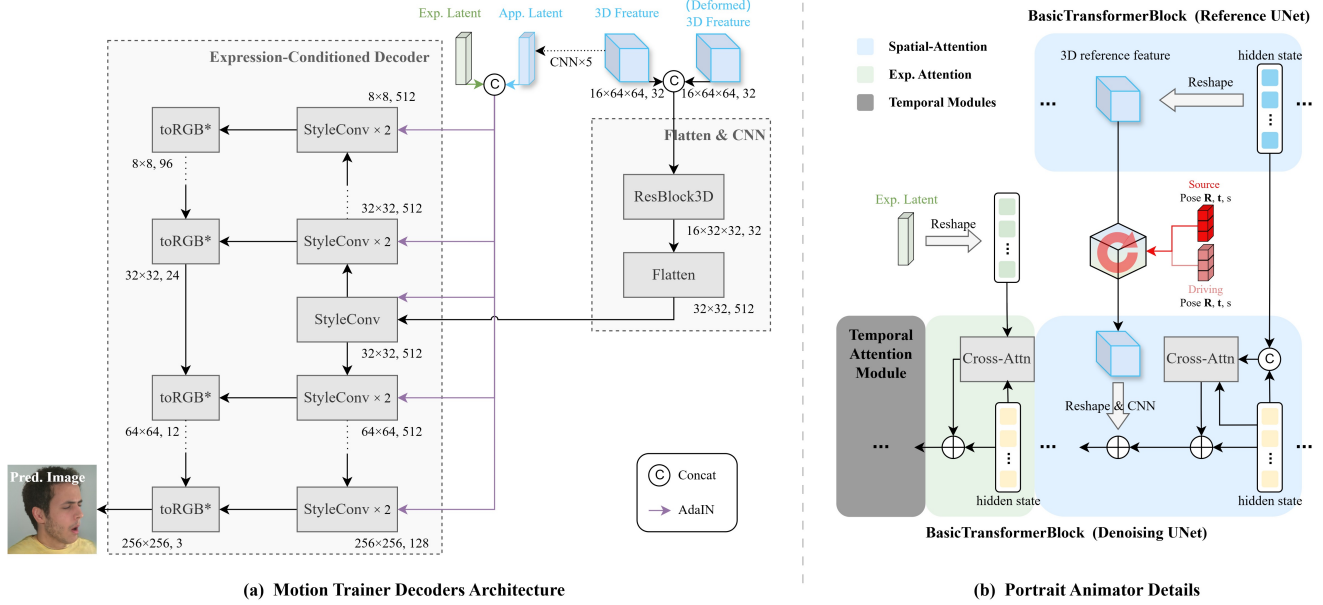 Exp. Latent
App. Latent
3D Freature
(Deformed)
3D Freature
Expression-Conditioned Decoder
CNN×5
C
C
16×64×64, 32
16×64×64, 32
8×8, 512
toRGB*
StyleConv × 2
8×8, 96
Flatten & CNN
ResBlock3D
16×32×32, 32
32×32, 512
toRGB*
StyleConv × 2
32×32, 24
Flatten
32×32, 512
StyleConv
32×32, 512
toRGB*
StyleConv × 2
64×64, 12
64×64, 512
Pred. Image
toRGB*
StyleConv × 2
256×256, 3
256×256, 128
C Concat
AdaIN
(a) Motion Trainer Decoders Architecture
BasicTransformerBlock (Reference UNet)
Spatial-Attention
Exp. Attention
Temporal Modules
3D reference feature
hidden state
...
Reshape
...
Exp. Latent
Reshape
Source
Pose R, t, s
Driving
Pose R, t, s
Temporal
Attention
Module
Cross-Attn
Cross-Attn
C
Reshape & CNN
...
...
...
hidden state
hidden state
BasicTransformerBlock (Denoising UNet)
(b) Portrait Animator Details